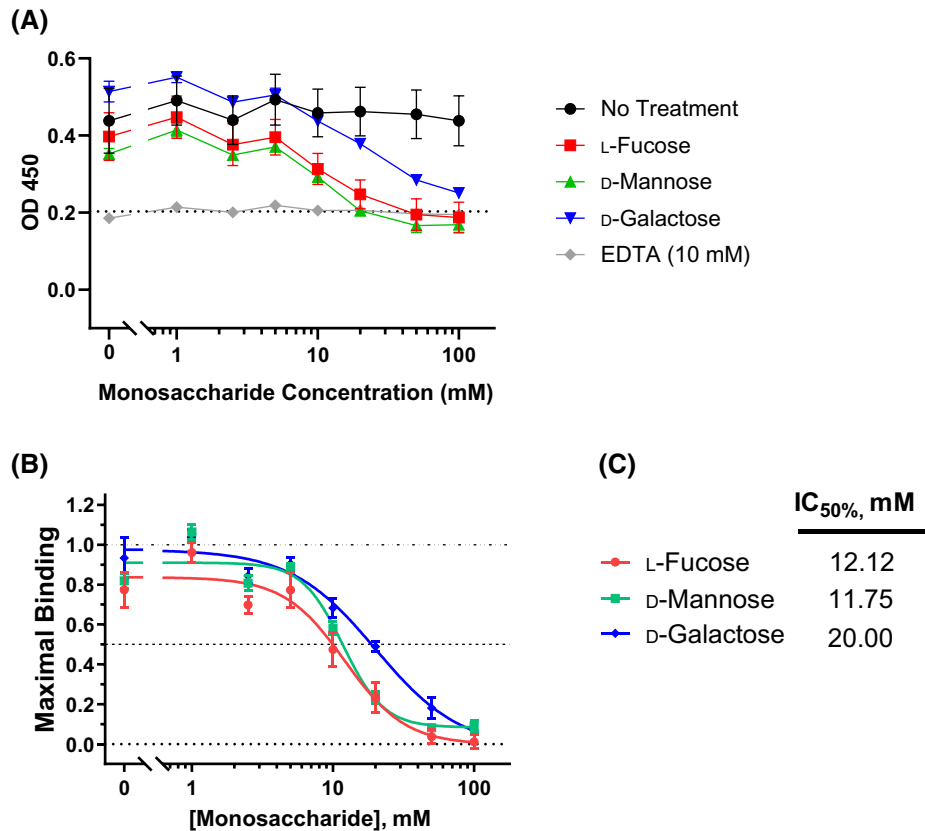 (A)
0.6
0.4
0.2
0.0
OD 450
0
1
10
100
Monosaccharide Concentration (mM)
No Treatment
L-Fucose
D-Mannose
D-Galactose
EDTA (10 mM)
(B)
1.2
1.0
0.8
0.6
0.4
0.2
0.0
Maximal Binding
0
1
10
100
[Monosaccharide], mM
(C)
IC50%, mM
L-Fucose 12.12
D-Mannose 11.75
D-Galactose 20.00